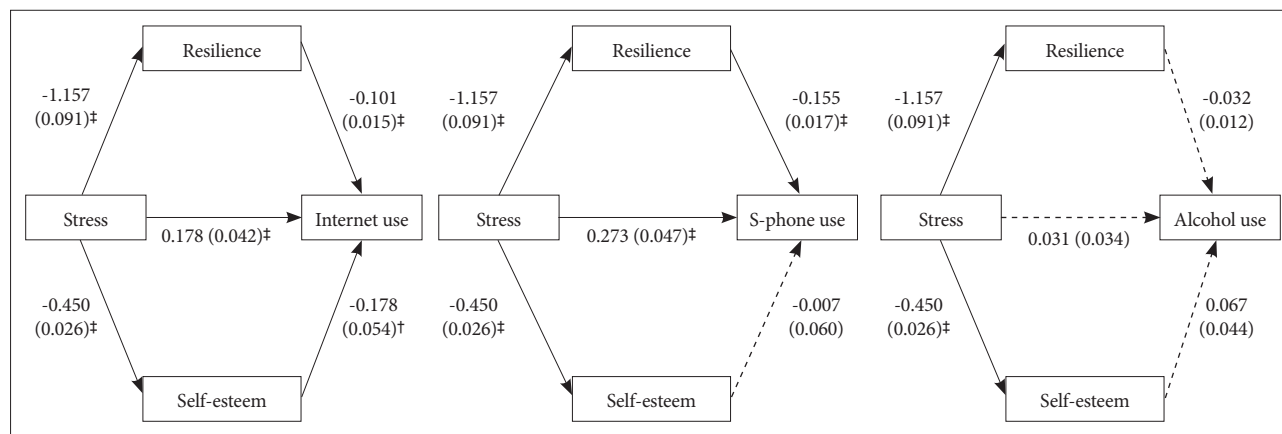 Resilience
-1.157
(0.091)‡
-0.101
(0.015)‡
Stress
Internet use
0.178 (0.042)‡
-0.450
(0.026)‡
-0.178
(0.054)†
Self-esteem
Resilience
-1.157
(0.091)‡
-0.155
(0.017)‡
Stress
S-phone use
0.273 (0.047)‡
-0.450
(0.026)‡
-0.007
(0.060)
Self-esteem
Resilience
-1.157
(0.091)‡
-0.032
(0.012)
Stress
Alcohol use
0.031 (0.034)
-0.450
(0.026)‡
0.067
(0.044)
Self-esteem